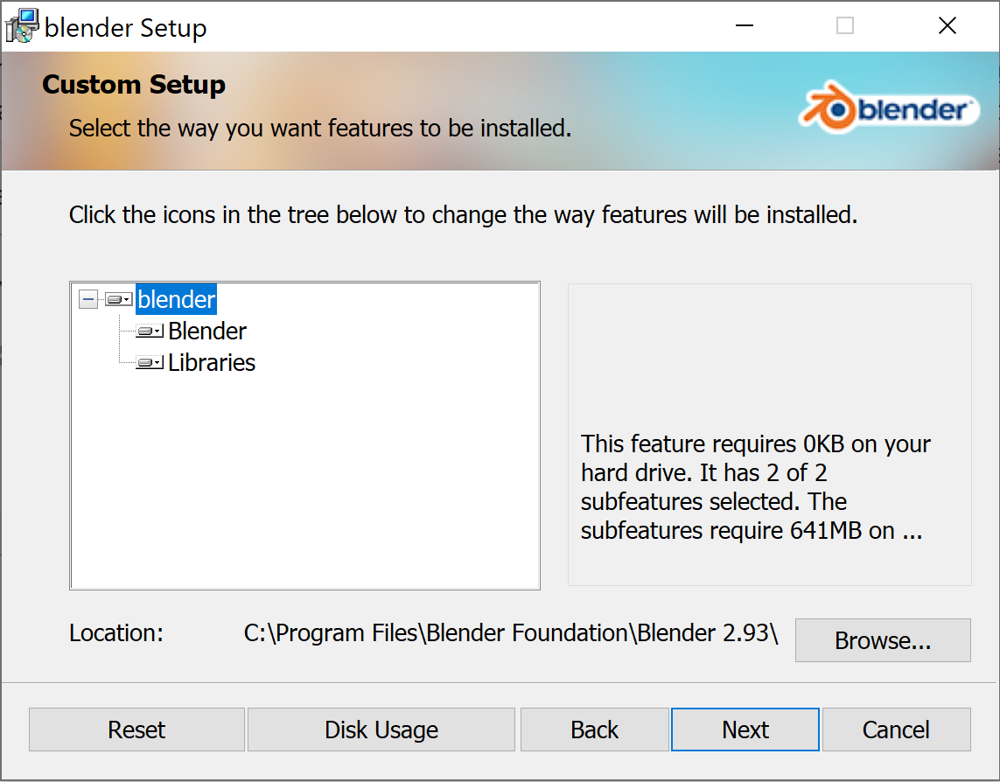 blender Setup
Custom Setup
Select the way you want features to be installed.
blender
Click the icons in the tree below to change the way features will be installed.
blender
Blender
Libraries
This feature requires 0KB on your
hard drive. It has 2 of 2
subfeatures selected. The
subfeatures require 641MB on ...
Location: C:\Program Files\Blender Foundation\Blender 2.93\
Browse...
Reset Disk Usage Back Next Cancel